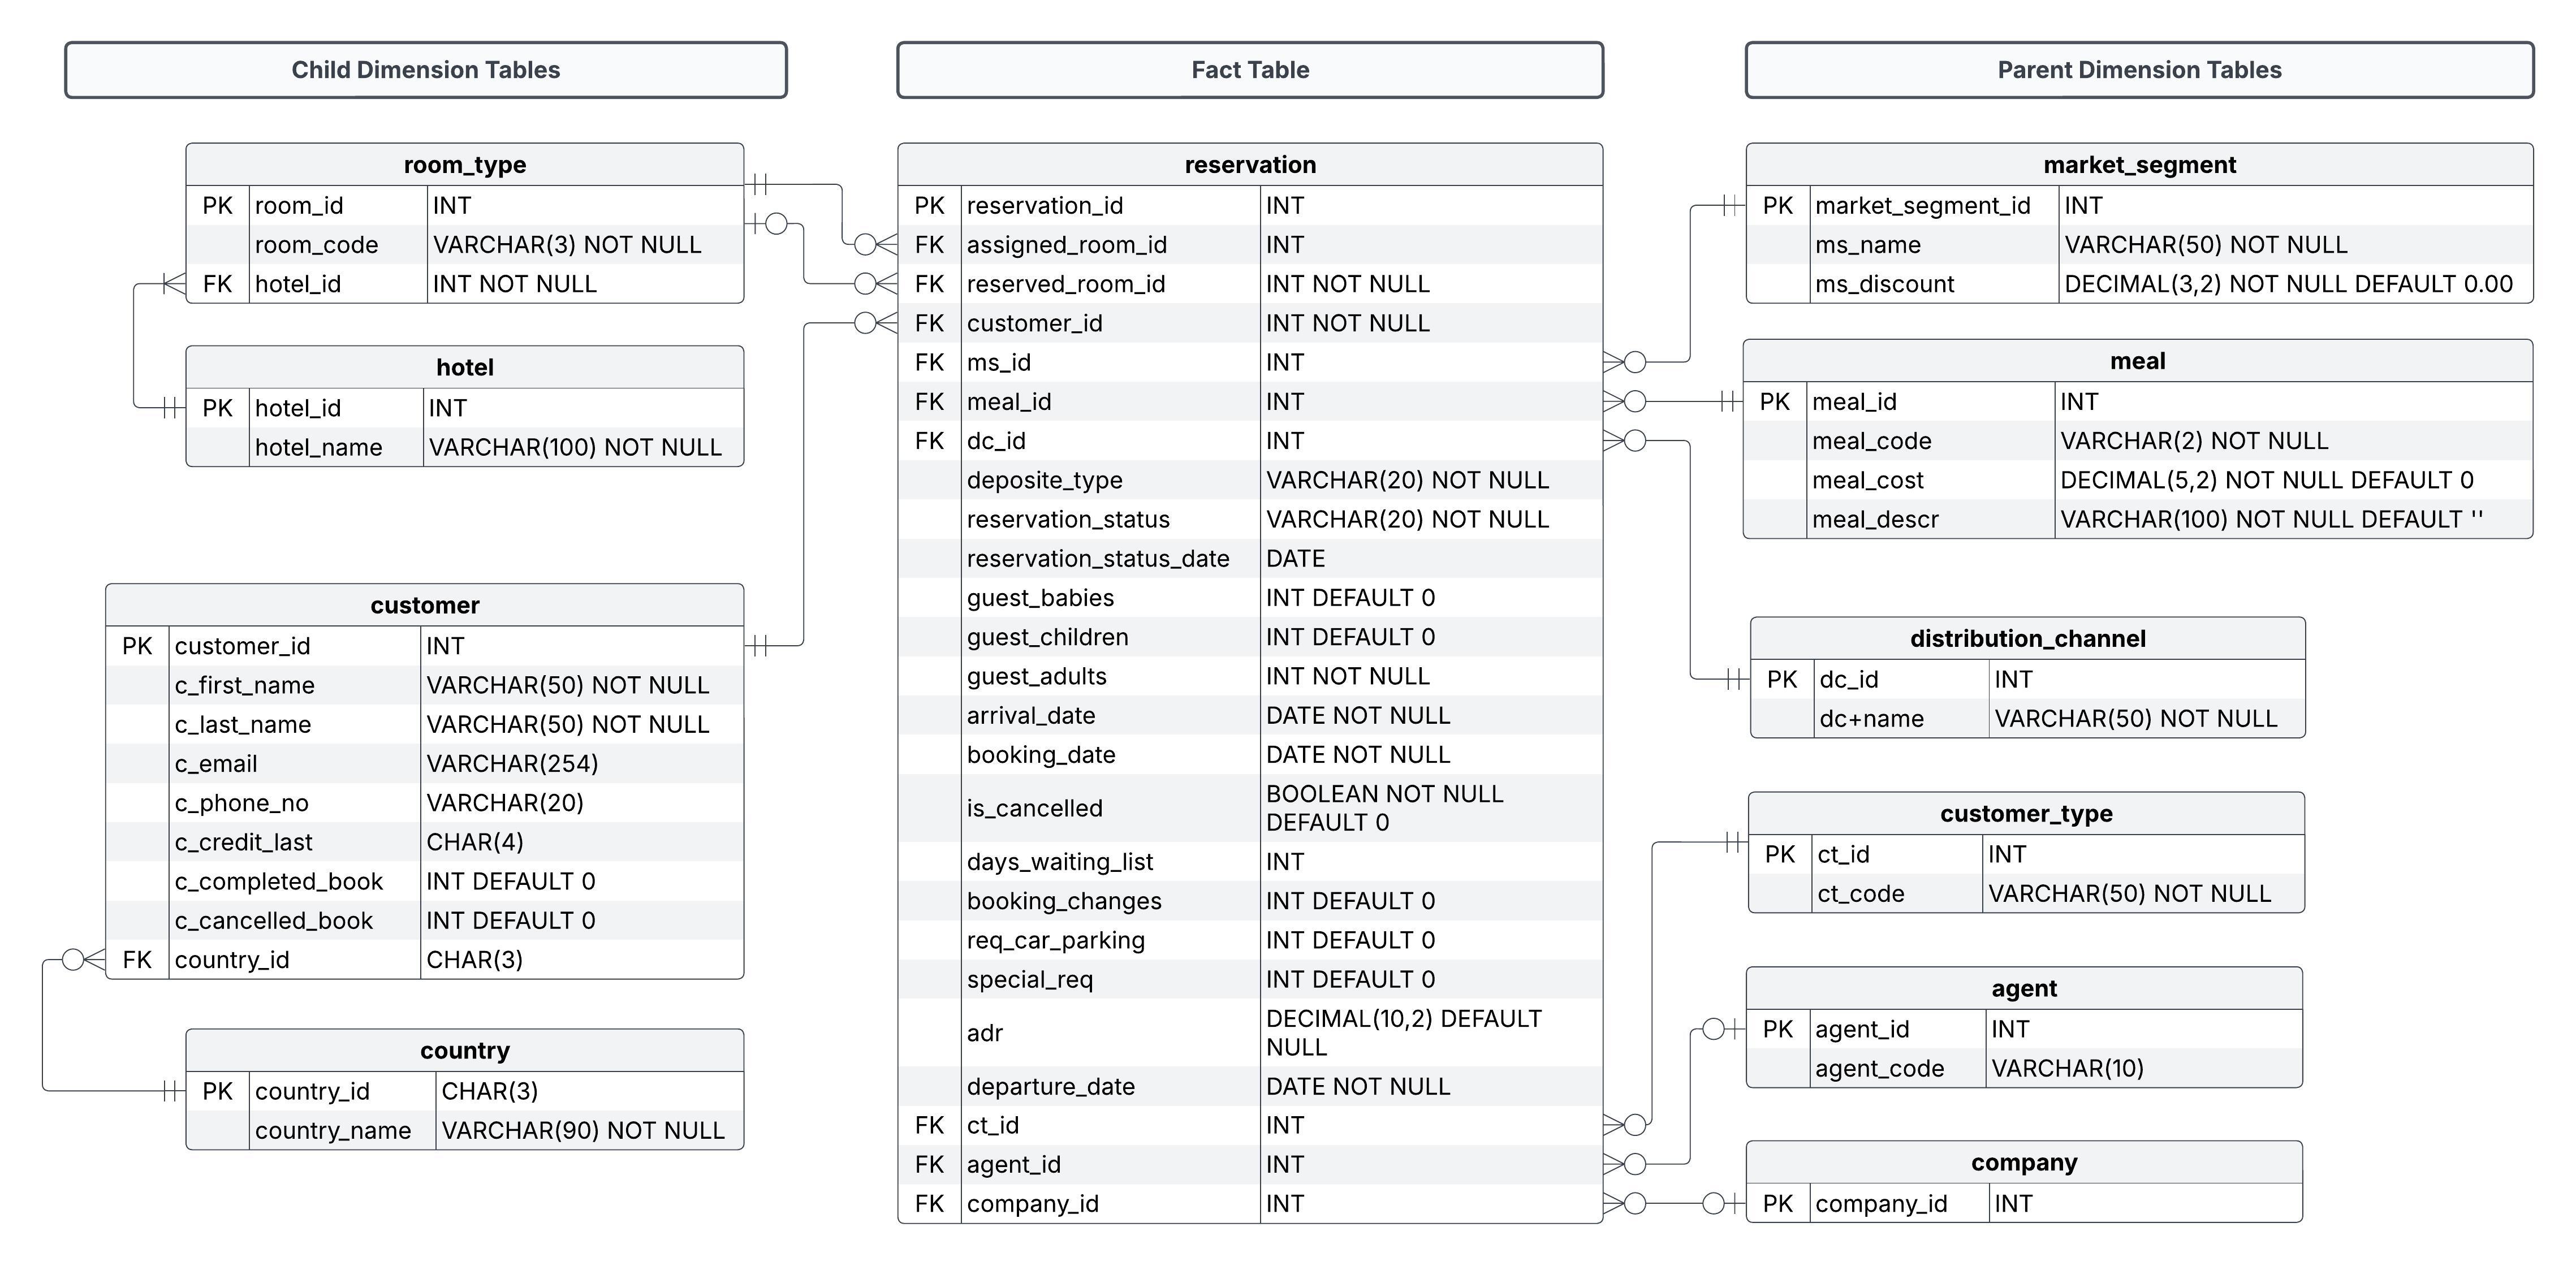 Child Dimension Tables
Fact Table
Parent Dimension Tables
room_type
PK room_id INT
room_code VARCHAR(3) NOT NULL
FK hotel_id INT NOT NULL
hotel
PK hotel_id INT
hotel_name VARCHAR(100) NOT NULL
customer
PK customer_id INT
c_first_name VARCHAR(50) NOT NULL
c_last_name VARCHAR(50) NOT NULL
c_email VARCHAR(254)
c_phone_no VARCHAR(20)
c_credit_last CHAR(4)
c_completed_book INT DEFAULT 0
c_cancelled_book INT DEFAULT 0
FK country_id CHAR(3)
country
PK country_id CHAR(3)
country_name VARCHAR(90) NOT NULL
reservation
PK reservation_id INT
FK assigned_room_id INT
FK reserved_room_id INT NOT NULL
FK customer_id INT NOT NULL
FK ms_id INT
FK meal_id INT
FK dc_id INT
deposite_type VARCHAR(20) NOT NULL
reservation_status VARCHAR(20) NOT NULL
reservation_status_date DATE
guest_babies INT DEFAULT 0
guest_children INT DEFAULT 0
guest_adults INT NOT NULL
arrival_date DATE NOT NULL
booking_date DATE NOT NULL
is_cancelled BOOLEAN NOT NULL
DEFAULT 0
days_waiting_list INT
booking_changes INT DEFAULT 0
req_car_parking INT DEFAULT 0
special_req INT DEFAULT 0
adr DECIMAL(10,2) DEFAULT
NULL
departure_date DATE NOT NULL
FK ct_id INT
FK agent_id INT
FK company_id INT
market_segment
PK market_segment_id INT
ms_name VARCHAR(50) NOT NULL
ms_discount DECIMAL(3,2) NOT NULL DEFAULT 0.00
meal
PK meal_id INT
meal_code VARCHAR(2) NOT NULL
meal_cost DECIMAL(5,2) NOT NULL DEFAULT 0
meal_descr VARCHAR(100) NOT NULL DEFAULT ''
distribution_channel
PK dc_id INT
dc+name VARCHAR(50) NOT NULL
customer_type
PK ct_id INT
ct_code VARCHAR(50) NOT NULL
agent
PK agent_id INT
agent_code VARCHAR(10)
company
PK company_id INT